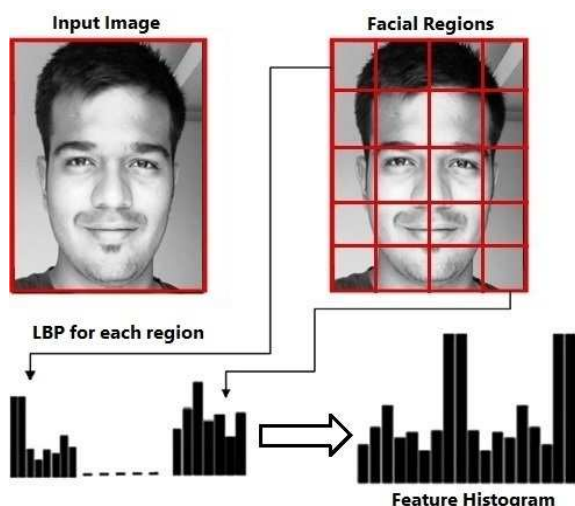 Input Image
Facial Regions
LBP for each region
Feature Histogram